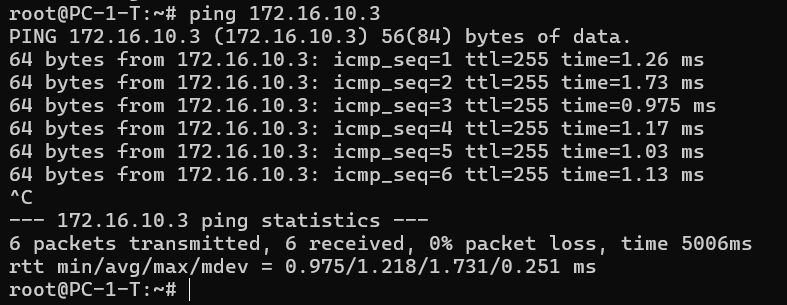 root@PC-1-T:~# ping 172.16.10.3
PING 172.16.10.3 (172.16.10.3) 56(84) bytes of data.
64 bytes from 172.16.10.3: icmp_seq=1 ttl=255 time=1.26 ms
64 bytes from 172.16.10.3: icmp_seq=2 ttl=255 time=1.73 ms
64 bytes from 172.16.10.3: icmp_seq=3 ttl=255 time=0.975 ms
64 bytes from 172.16.10.3: icmp_seq=4 ttl=255 time=1.17 ms
64 bytes from 172.16.10.3: icmp_seq=5 ttl=255 time=1.03 ms
64 bytes from 172.16.10.3: icmp_seq=6 ttl=255 time=1.13 ms
^C
--- 172.16.10.3 ping statistics ---
6 packets transmitted, 6 received, 0% packet loss, time 5006ms
rtt min/avg/max/mdev = 0.975/1.218/1.731/0.251 ms
root@PC-1-T:~#